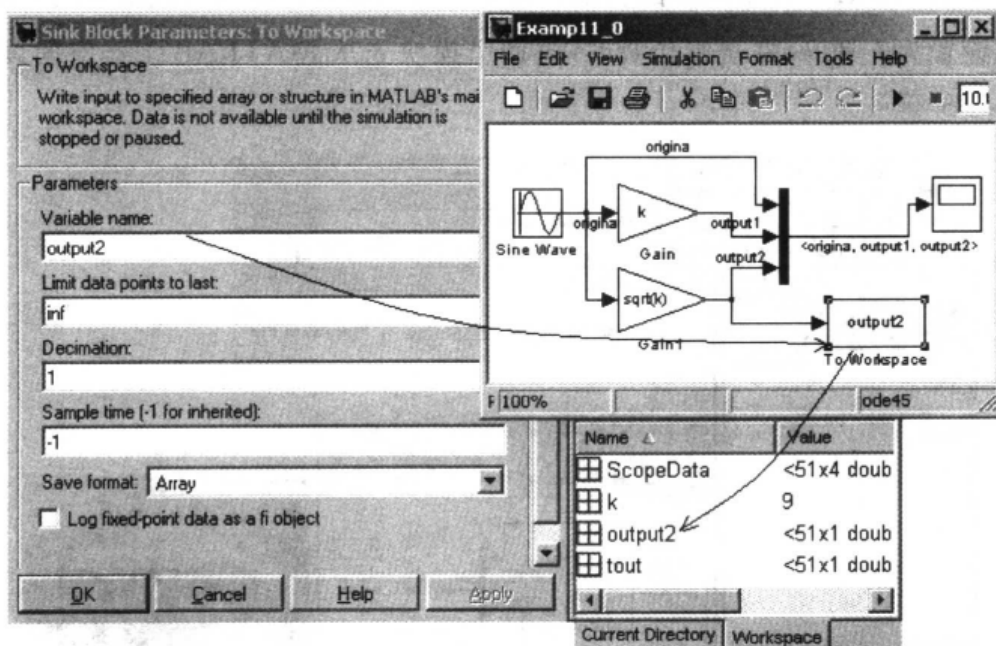 Sink Block Parameters: To Workspace
To Workspace
Write input to specified array or structure in MATLAB's mai
workspace. Data is not available until the simulation is
stopped or paused.
Parameters
Variable name:
output2
Limit data points to last:
inf
Decimation:
1
Sample time (-1 for inherited):
-1
Save format: Array
Log fixed-point data as a fi object
OK Cancel Help Apply
Examp11_0
File Edit View Simulation Format Tools Help
10.
origina
Sine Wave
origina
k
Gain
output1
output2
sqrt(k)
Gain1
<origina, output1, output2>
output2
To Workspace
F 100% ode45
Name Value
ScopeData <51x4 doub
k 9
output2 <51x1 doub
tout <51x1 doub
Current Directory Workspace